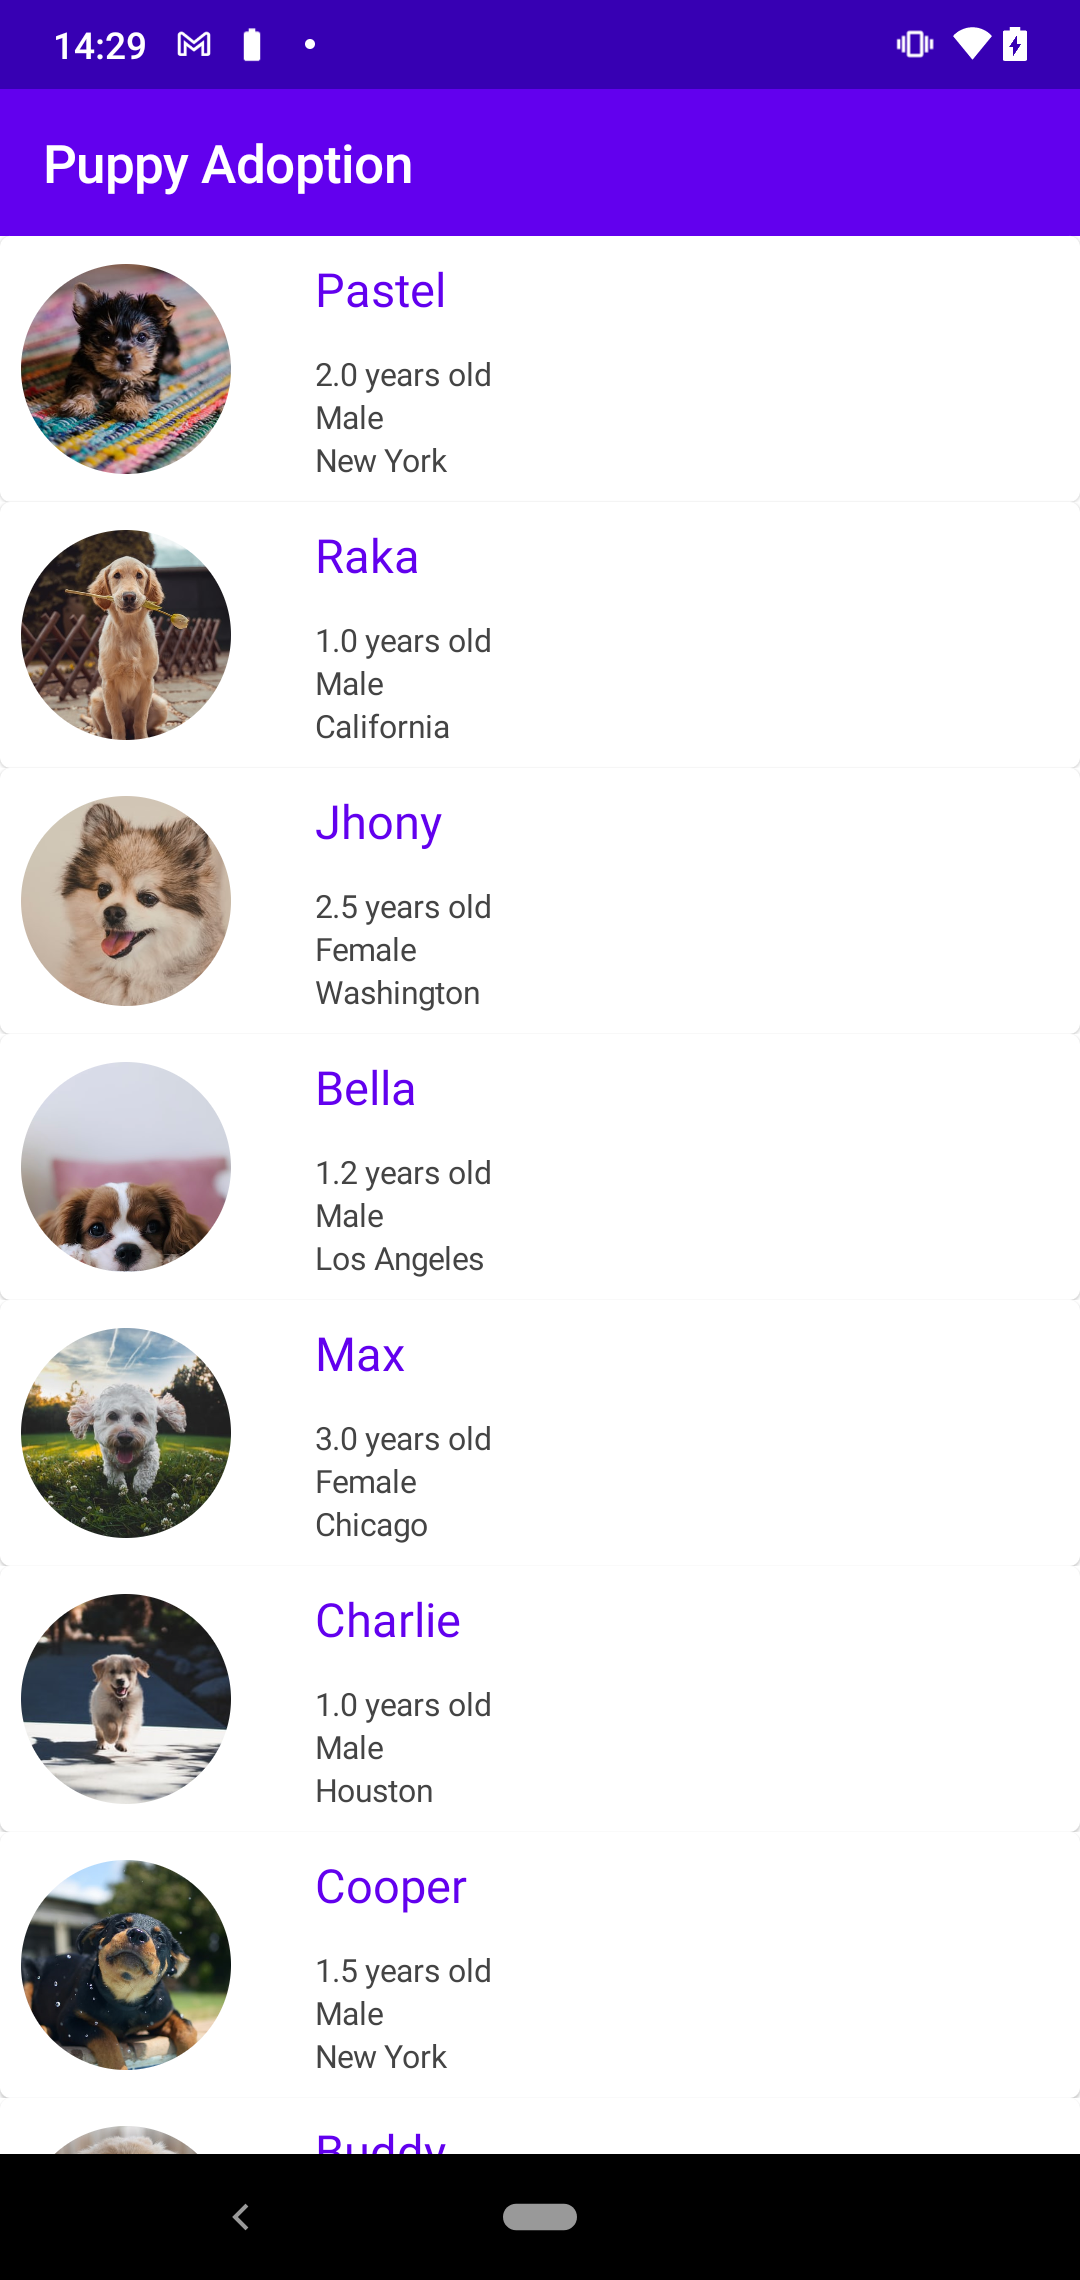 14:29
Puppy Adoption
Pastel
2.0 years old
Male
New York
Raka
1.0 years old
Male
California
Jhony
2.5 years old
Female
Washington
Bella
1.2 years old
Male
Los Angeles
Max
3.0 years old
Female
Chicago
Charlie
1.0 years old
Male
Houston
Cooper
1.5 years old
Male
New York
Buddy